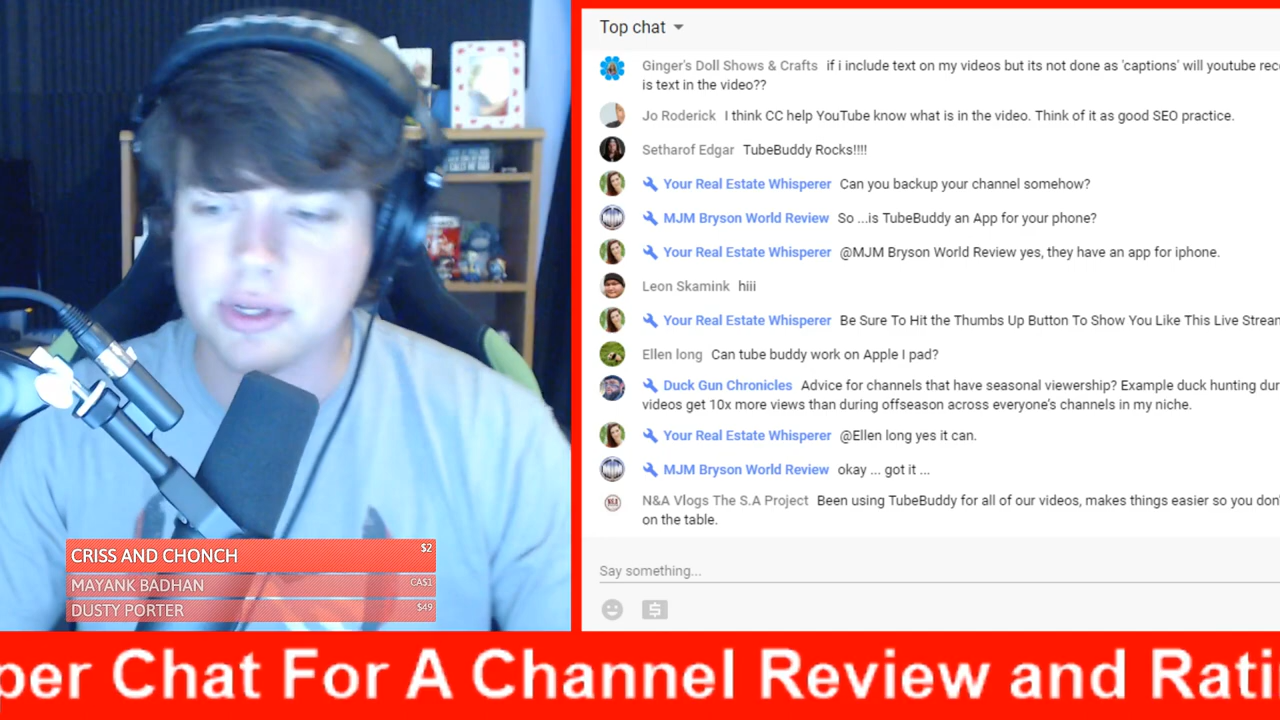 Top chat
Ginger's Doll Shows & Crafts if i include text on my videos but its not done as 'captions' will youtube
is text in the video??
Jo Roderick I think CC help YouTube know what is in the video. Think of it as good SEO practice.
Setharof Edgar TubeBuddy Rocks!!!!
Your Real Estate Whisperer Can you backup your channel somehow?
MJM Bryson World Review So ...is TubeBuddy an App for your phone?
Your Real Estate Whisperer @MJM Bryson World Review yes, they have an app for iphone.
Leon Skamink hiii
Your Real Estate Whisperer Be Sure To Hit the Thumbs Up Button To Show You Like This Live
Ellen long Can tube buddy work on Apple I pad?
Duck Gun Chronicles Advice for channels that have seasonal viewership? Example duck hunting
videos get 10x more views than during offseason across everyone's channels in my niche.
Your Real Estate Whisperer @Ellen long yes it can.
MJM Bryson World Review okay ... got it ...
N&A Vlogs The S.A Project Been using TubeBuddy for all of our videos, makes things easier so you
on the table.
Say something...
CRISS AND CHONCH $2
MAYANK BADHAN CA$1
DUSTY PORTER $49
per Chat For A Channel Review and Rati